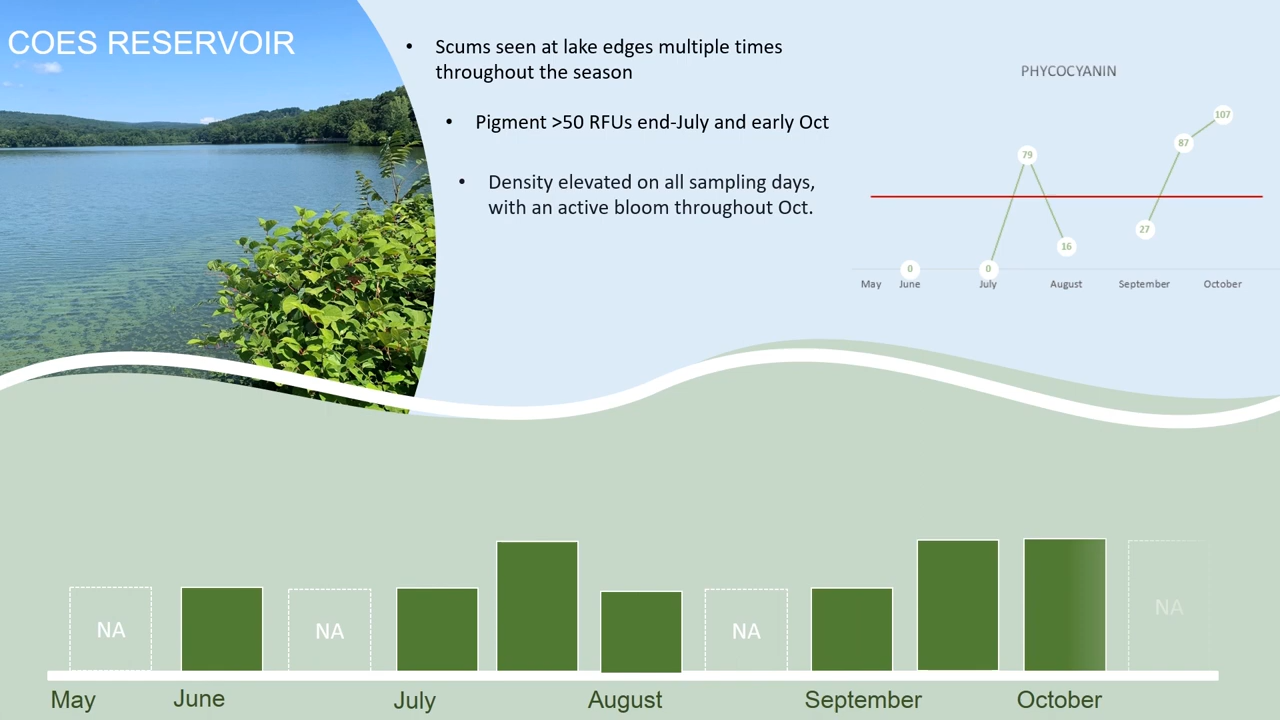 COES RESERVOIR
• Scums seen at lake edges multiple times
throughout the season
• Pigment >50 RFUs end-July and early Oct
• Density elevated on all sampling days,
with an active bloom throughout Oct.
PHYCOCYANIN
107
87
79
27
16
0
0
May June July August September October
NA
NA
NA
NA
May June July August September October